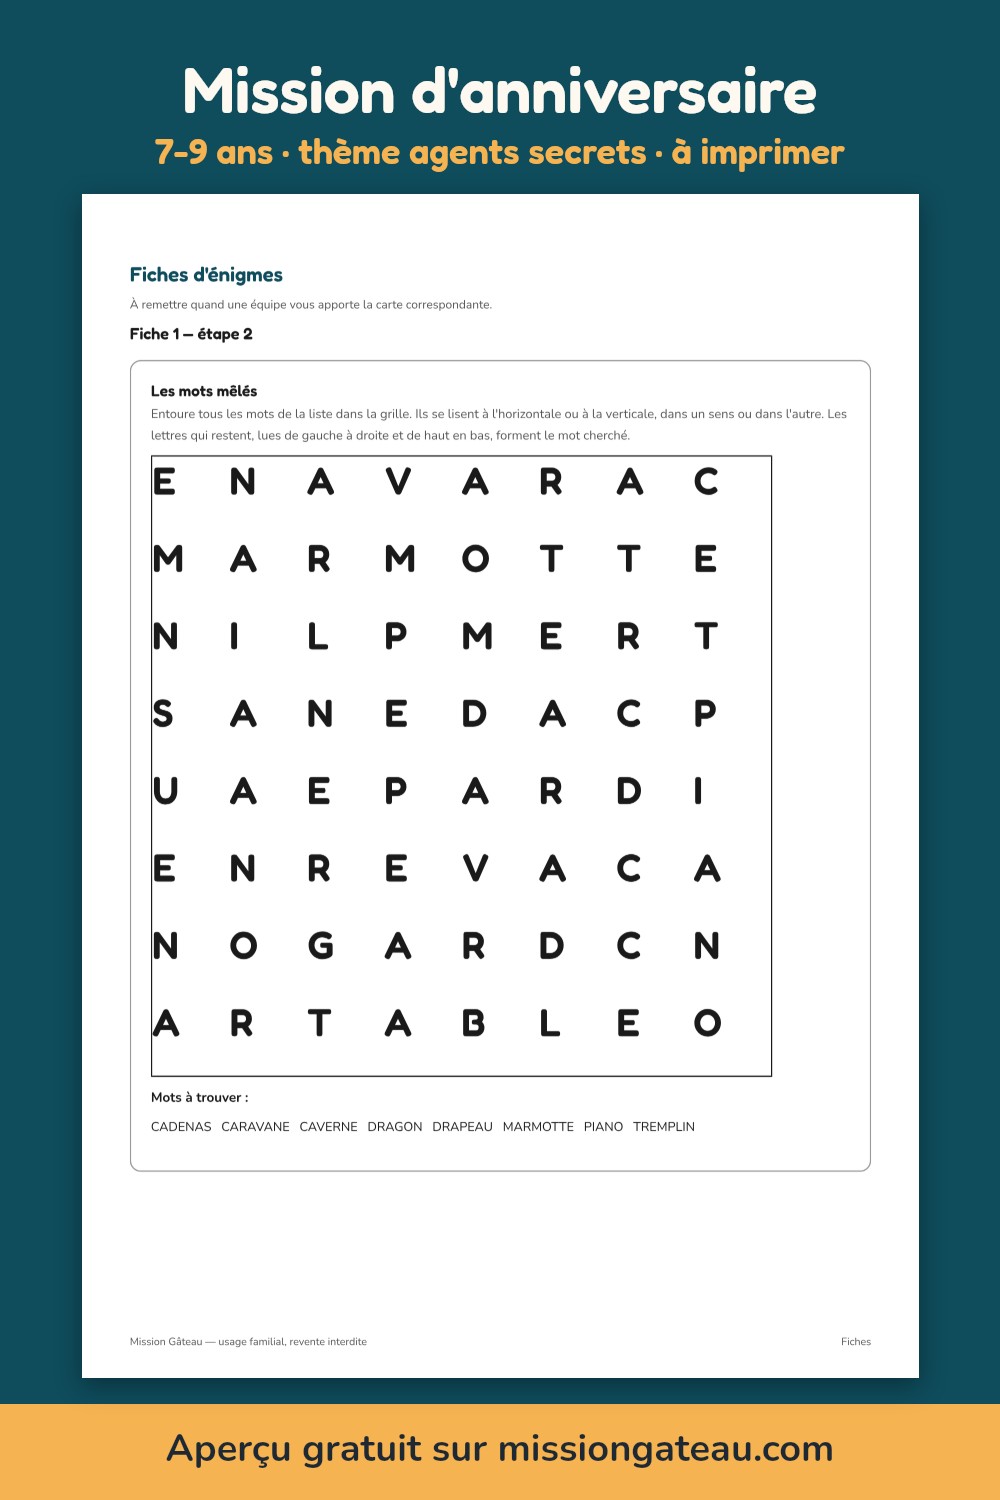 Mission d'anniversaire
7-9 ans · thème agents secrets · à imprimer
Fiches d'énigmes
À remettre quand une équipe vous apporte la carte correspondante.
Fiche 1 — étape 2
Les mots mêlés
Entoure tous les mots de la liste dans la grille. Ils se lisent à l'horizontale ou à la verticale, dans un sens ou dans l'autre. Les
lettres qui restent, lues de gauche à droite et de haut en bas, forment le mot cherché.
E N A V A R A C
M A R M O T T E
N I L P M E R T
S A N E D A C P
U A E P A R D I
E N R E V A C A
N O G A R D C N
A R T A B L E O
Mots à trouver :
CADENAS CARAVANE CAVERNE DRAGON DRAPEAU MARMOTTE PIANO TREMPLIN
Mission Gâteau — usage familial, revente interdite
Fiches
Aperçu gratuit sur missiongateau.com